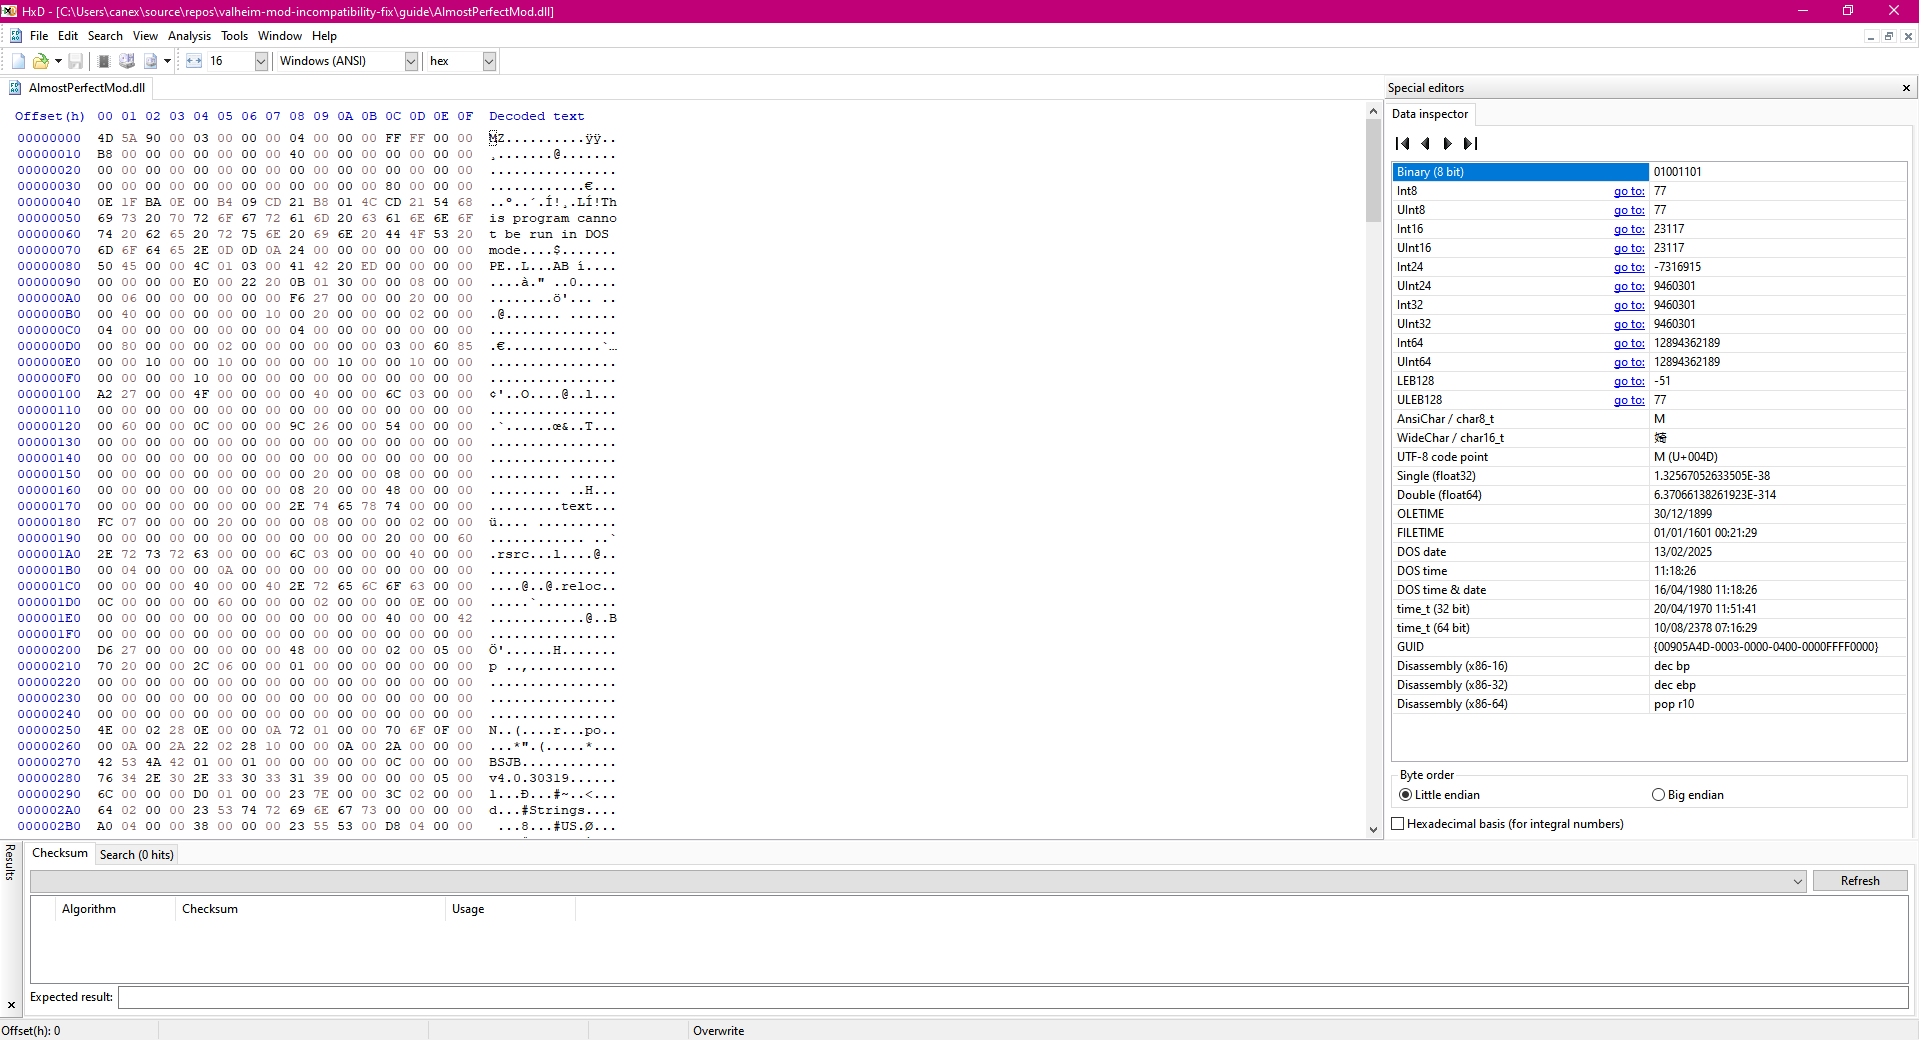 HxD - [C:\Users\canex\source\repos\valheim-mod-incompatibility-fix\guide\AlmostPerfectMod.dll]
File Edit Search View Analysis Tools Window Help
16 Windows (ANSI) hex
AlmostPerfectMod.dll
Offset(h) 00 01 02 03 04 05 06 07 08 09 0A 0B 0C 0D 0E 0F Decoded text
00000000 4D 5A 90 00 03 00 00 00 04 00 00 00 FF FF 00 00 MZ..........ÿÿ..
00000010 B8 00 00 00 00 00 00 00 40 00 00 00 00 00 00 00 ¸.......@.......
00000020 00 00 00 00 00 00 00 00 00 00 00 00 00 00 00 00 ................
00000030 00 00 00 00 00 00 00 00 00 00 00 00 80 00 00 00 ............€...
00000040 0E 1F BA 0E 00 B4 09 CD 21 B8 01 4C CD 21 54 68 ..º..´.Í!¸.LÍ!Th
00000050 69 73 20 70 72 6F 67 72 61 6D 20 63 61 6E 6E 6F is program canno
00000060 74 20 62 65 20 72 75 6E 20 69 6E 20 44 4F 53 20 t be run in DOS
00000070 6D 6F 64 65 2E 0D 0D 0A 24 00 00 00 00 00 00 00 mode....$.......
00000080 50 45 00 00 4C 01 03 00 41 42 20 ED 00 00 00 00 PE..L...AB í....
00000090 00 00 00 00 E0 00 22 20 0B 01 30 00 00 08 00 00 ....à." ..0.....
000000A0 00 06 00 00 00 00 00 00 F6 27 00 00 00 20 00 00 ........ö'... ..
000000B0 00 40 00 00 00 00 00 10 00 20 00 00 00 02 00 00 .@....... ......
000000C0 04 00 00 00 00 00 00 00 04 00 00 00 00 00 00 00 ................
000000D0 00 80 00 00 00 02 00 00 00 00 00 00 03 00 60 85 .€............`…
000000E0 00 00 10 00 00 10 00 00 00 00 10 00 00 10 00 00 ................
000000F0 00 00 00 00 10 00 00 00 00 00 00 00 00 00 00 00 ................
00000100 A2 27 00 00 4F 00 00 00 00 40 00 00 6C 03 00 00 ¢'..O....@..l...
00000110 00 00 00 00 00 00 00 00 00 00 00 00 00 00 00 00 ................
00000120 00 60 00 00 0C 00 00 00 9C 26 00 00 54 00 00 00 .`......œ&..T...
00000130 00 00 00 00 00 00 00 00 00 00 00 00 00 00 00 00 ................
00000140 00 00 00 00 00 00 00 00 00 00 00 00 00 00 00 00 ................
00000150 00 00 00 00 00 00 00 00 00 20 00 00 08 00 00 00 ......... ......
00000160 00 00 00 00 00 00 00 00 08 20 00 00 48 00 00 00 ......... ..H...
00000170 00 00 00 00 00 00 00 00 2E 74 65 78 74 00 00 00 .........text...
00000180 FC 07 00 00 00 20 00 00 00 08 00 00 00 02 00 00 ü.... ..........
00000190 00 00 00 00 00 00 00 00 00 00 00 00 20 00 00 60 ............ ..`
000001A0 2E 72 73 72 63 00 00 00 6C 03 00 00 00 40 00 00 .rsrc...l....@..
000001B0 00 04 00 00 00 0A 00 00 00 00 00 00 00 00 00 00 ................
000001C0 00 00 00 00 40 00 00 40 2E 72 65 6C 6F 63 00 00 ....@..@.reloc..
000001D0 0C 00 00 00 00 60 00 00 00 02 00 00 00 0E 00 00 .....`..........
000001E0 00 00 00 00 00 00 00 00 00 00 00 00 40 00 00 42 ............@..B
000001F0 00 00 00 00 00 00 00 00 00 00 00 00 00 00 00 00 ................
00000200 D6 27 00 00 00 00 00 00 48 00 00 00 02 00 05 00 Ö'......H.......
00000210 70 20 00 00 2C 06 00 00 01 00 00 00 00 00 00 00 p ..,...........
00000220 00 00 00 00 00 00 00 00 00 00 00 00 00 00 00 00 ................
00000230 00 00 00 00 00 00 00 00 00 00 00 00 00 00 00 00 ................
00000240 00 00 00 00 00 00 00 00 00 00 00 00 00 00 00 00 ................
00000250 4E 00 02 28 0E 00 00 0A 72 01 00 00 70 6F 0F 00 N..(....r...po..
00000260 00 0A 00 2A 22 02 28 10 00 00 0A 00 2A 00 00 00 ...*".(.....*...
00000270 42 53 4A 42 01 00 01 00 00 00 00 00 0C 00 00 00 BSJB............
00000280 76 34 2E 30 2E 33 30 33 31 39 00 00 00 00 05 00 v4.0.30319......
00000290 6C 00 00 00 D0 01 00 00 23 7E 00 00 3C 02 00 00 l...Ð...#~..<...
000002A0 64 02 00 00 23 53 74 72 69 6E 67 73 00 00 00 00 d...#Strings....
000002B0 A0 04 00 00 38 00 00 00 23 55 53 00 D8 04 00 00  ...8...#US.Ø...
Special editors
Data inspector
Binary (8 bit) 01001101
Int8 go to: 77
UInt8 go to: 77
Int16 go to: 23117
UInt16 go to: 23117
Int24 go to: -7316915
UInt24 go to: 9460301
Int32 go to: 9460301
UInt32 go to: 9460301
Int64 go to: 12894362189
UInt64 go to: 12894362189
LEB128 go to: -51
ULEB128 go to: 77
AnsiChar / char8_t M
WideChar / char16_t 婍
UTF-8 code point M (U+004D)
Single (float32) 1.32567052633505E-38
Double (float64) 6.37066138261923E-314
OLETIME 30/12/1899
FILETIME 01/01/1601 00:21:29
DOS date 13/02/2025
DOS time 11:18:26
DOS time & date 16/04/1980 11:18:26
time_t (32 bit) 20/04/1970 11:51:41
time_t (64 bit) 10/08/2378 07:16:29
GUID {00905A4D-0003-0000-0400-0000FFFF0000}
Disassembly (x86-16) dec bp
Disassembly (x86-32) dec ebp
Disassembly (x86-64) pop r10
Byte order
Little endian Big endian
Hexadecimal basis (for integral numbers)
Results
Checksum Search (0 hits)
Refresh
Algorithm Checksum Usage
Expected result:
Offset(h): 0 Overwrite